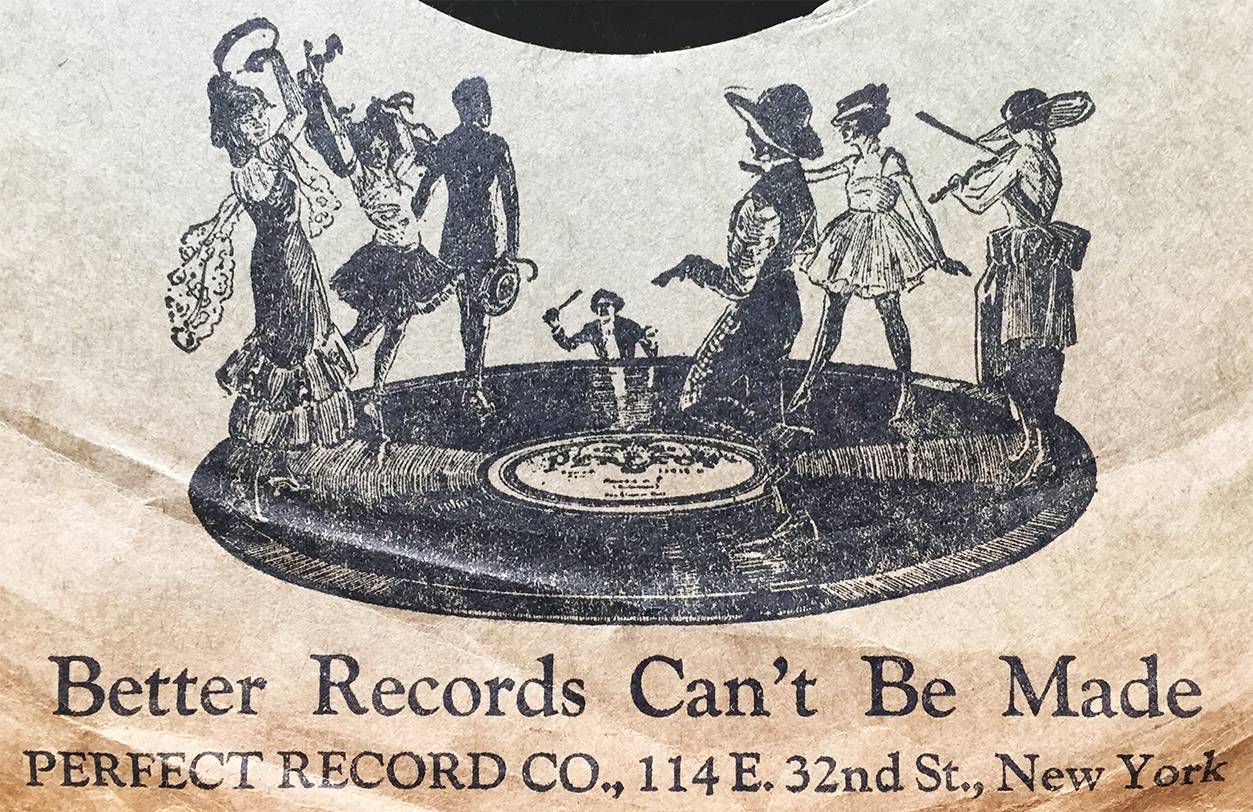 Better Records Can't Be Made
PERFECT RECORD CO., 114 E. 32nd St., New York